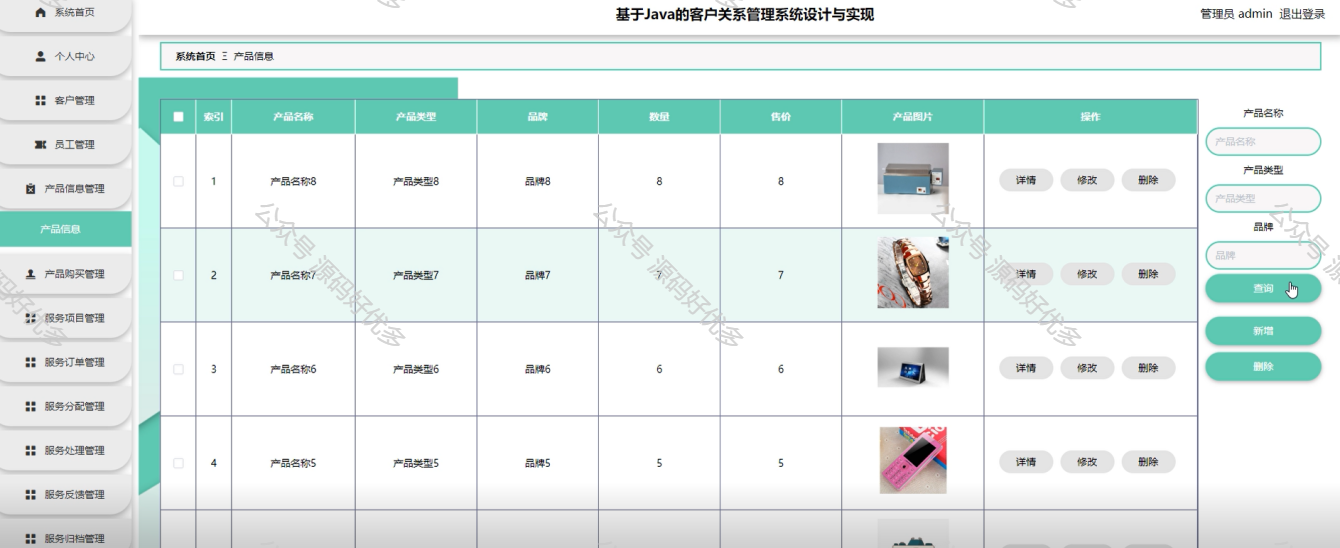 系统首页
基于Java的客户关系管理系统设计与实现
管理员 admin 退出登录
个人中心
客户管理
员工管理
产品信息管理
产品信息
产品购买管理
服务项目管理
服务订单管理
服务分配管理
服务处理管理
服务反馈管理
服务归档管理
系统首页 Ξ 产品信息
索引 产品名称 产品类型 品牌 数量 售价 产品图片 操作
1 产品名称8 产品类型8 品牌8 8 8 详情 修改 删除
2 产品名称7 产品类型7 品牌7 7 7 详情 修改 删除
3 产品名称6 产品类型6 品牌6 6 6 详情 修改 删除
4 产品名称5 产品类型5 品牌5 5 5 详情 修改 删除
产品名称
产品名称
产品类型
产品类型
品牌
品牌
查询
新增
删除
公众号 源码好优多
公众号 源码好优多
公众号 源码好优多